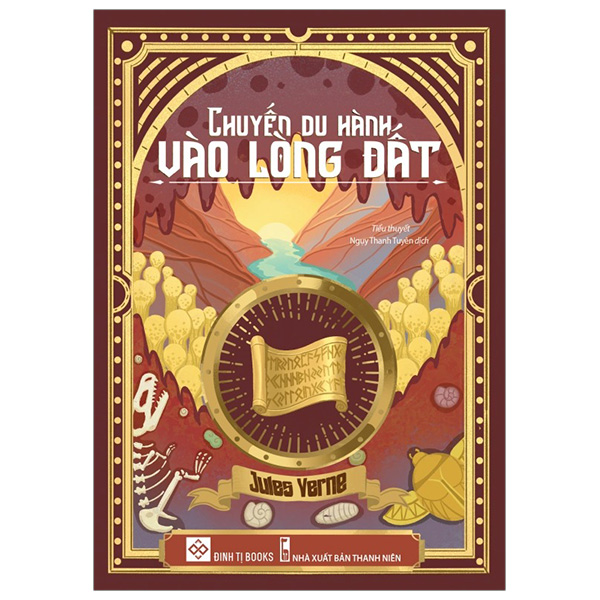 CHUYẾN DU HÀNH
VÀO LÒNG ĐẤT
Tiểu thuyết
Ngụy Thanh Tuyên dịch
Jules Verne
ĐINH TỊ BOOKS
NHÀ XUẤT BẢN THANH NIÊN